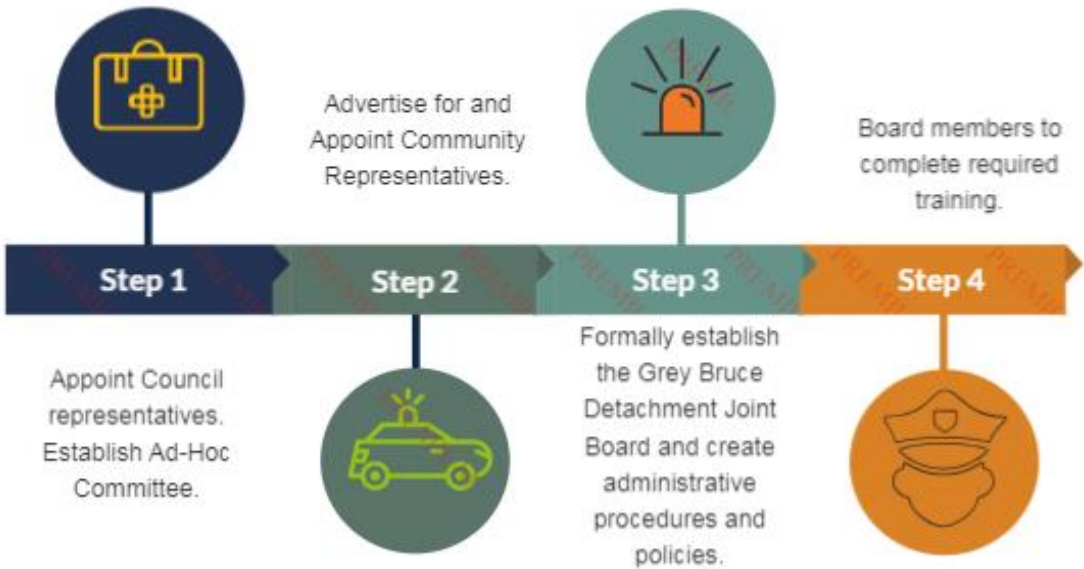 Advertise for and
Appoint Community
Representatives.
Board members to
complete required
training.
Step 1
Step 2
Step 3
Step 4
Appoint Council
representatives.
Establish Ad-Hoc
Committee.
Formally establish
the Grey Bruce
Detachment Joint
Board and create
administrative
procedures and
policies.